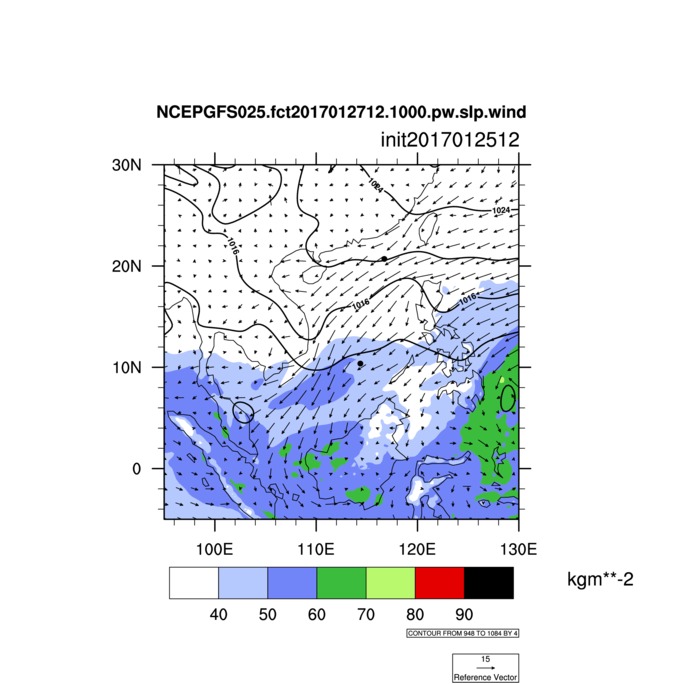 NCEPGFS025.fct2017012712.1000.pw.slp.wind
init2017012512
30N
1024
1024
1016
20N
1016
1016
10N
0
100E 110E 120E 130E
kgm**-2
40 50 60 70 80 90
CONTOUR FROM 948 TO 1084 BY 4
15
Reference Vector